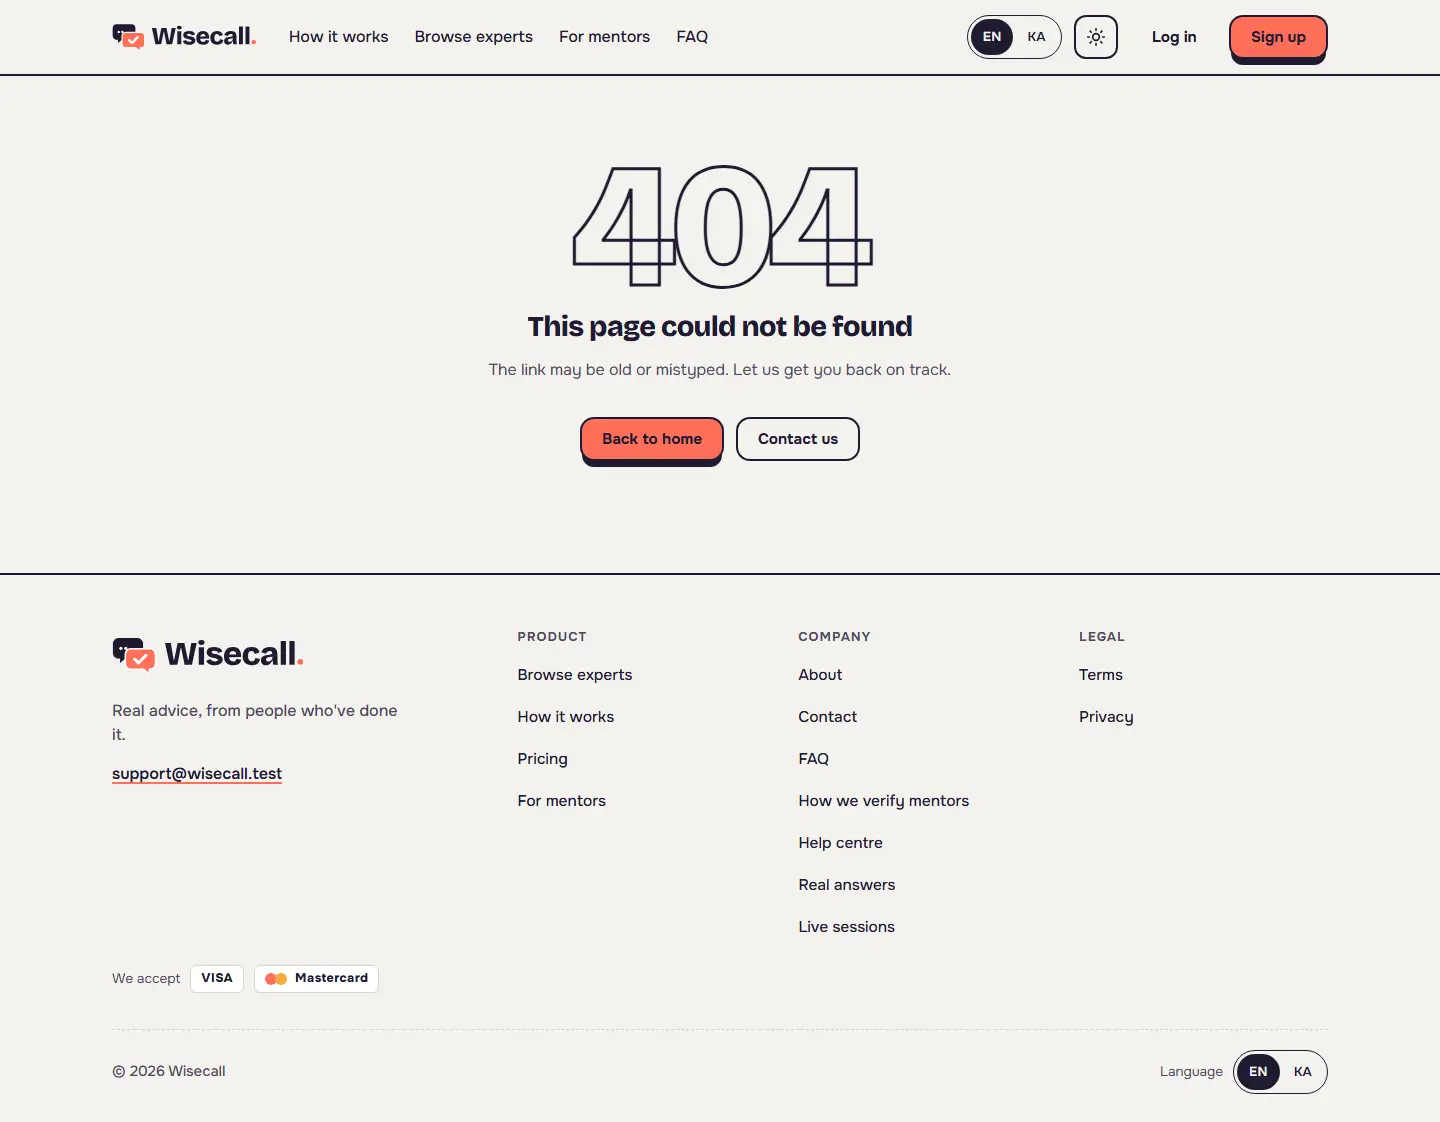 Wisecall.
How it works
Browse experts
For mentors
FAQ
EN
KA
Log in
Sign up
404
This page could not be found
The link may be old or mistyped. Let us get you back on track.
Back to home
Contact us
Wisecall.
Real advice, from people who've done
it.
support@wisecall.test
PRODUCT
Browse experts
How it works
Pricing
For mentors
COMPANY
About
Contact
FAQ
How we verify mentors
Help centre
Real answers
Live sessions
LEGAL
Terms
Privacy
We accept
VISA
Mastercard
© 2026 Wisecall
Language
EN
KA